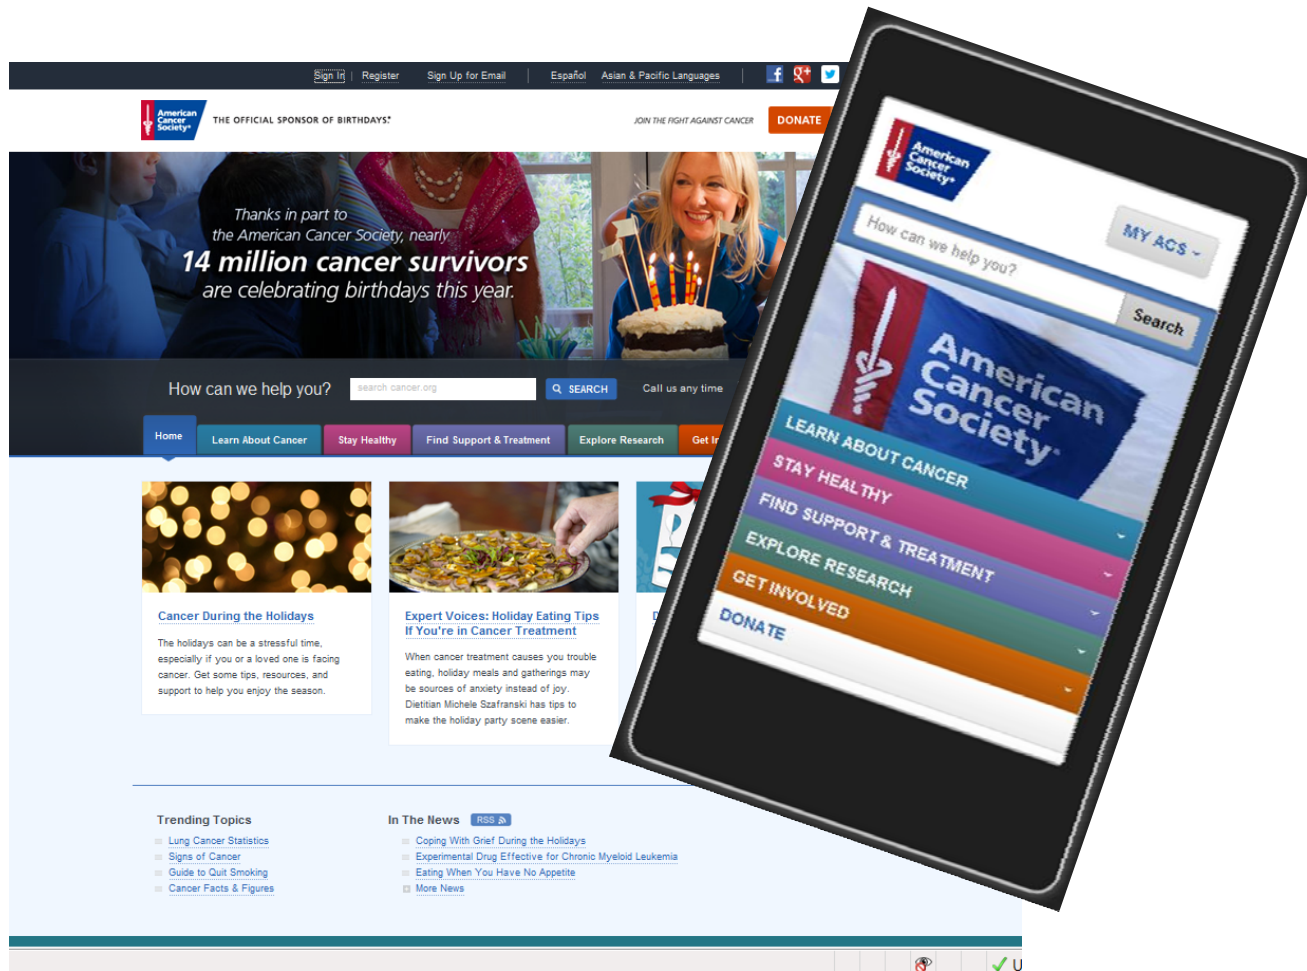 Sign In | Register Sign Up for Email | Español Asian & Pacific Languages |
American
Cancer
Society®
THE OFFICIAL SPONSOR OF BIRTHDAYS.®
JOIN THE FIGHT AGAINST CANCER
DONATE
Thanks in part to
the American Cancer Society, nearly
14 million cancer survivors
are celebrating birthdays this year.
How can we help you?
search cancer.org
SEARCH
Call us any time
Home
Learn About Cancer
Stay Healthy
Find Support & Treatment
Explore Research
Get
Cancer During the Holidays
The holidays can be a stressful time,
especially if you or a loved one is facing
cancer. Get some tips, resources, and
support to help you enjoy the season.
Expert Voices: Holiday Eating Tips
If You're in Cancer Treatment
When cancer treatment causes you trouble
eating, holiday meals and gatherings may
be sources of anxiety instead of joy.
Dietitian Michele Szafranski has tips to
make the holiday party scene easier.
Trending Topics
Lung Cancer Statistics
Signs of Cancer
Guide to Quit Smoking
Cancer Facts & Figures
In The News
RSS
Coping With Grief During the Holidays
Experimental Drug Effective for Chronic Myeloid Leukemia
Eating When You Have No Appetite
More News
American
Cancer
Society®
MY ACS
How can we help you?
Search
American
Cancer
Society®
LEARN ABOUT CANCER
STAY HEALTHY
FIND SUPPORT & TREATMENT
EXPLORE RESEARCH
GET INVOLVED
DONATE